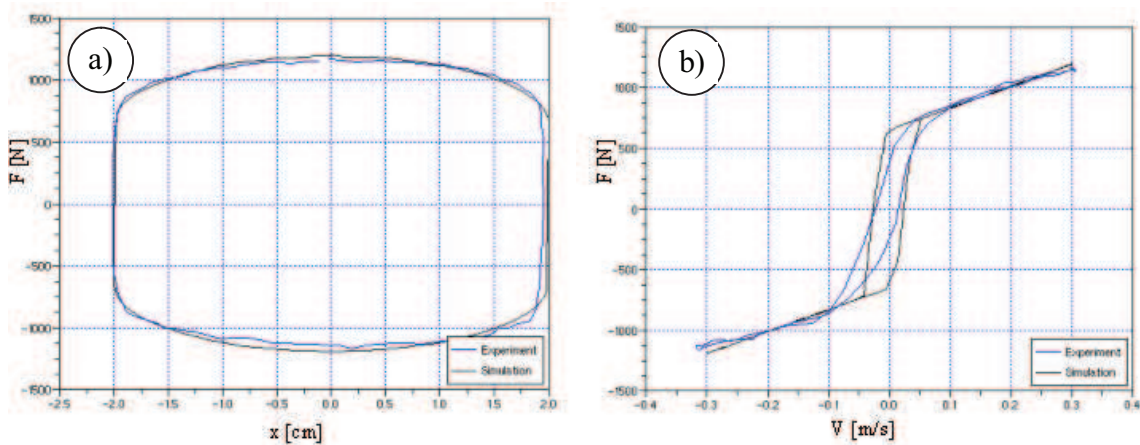 a)
1500
1000
500
0
-500
-1000
-1500
F [N]
-2.5 -2.0 -1.5 -1.0 -0.5 0.0 0.5 1.0 1.5 2.0
x [cm]
Experiment
Simulation
b)
1500
1000
500
0
-500
-1000
-1500
F [N]
-0.4 -0.3 -0.2 -0.1 0.0 0.1 0.2 0.3 0.4
V [m/s]
Experiment
Simulation